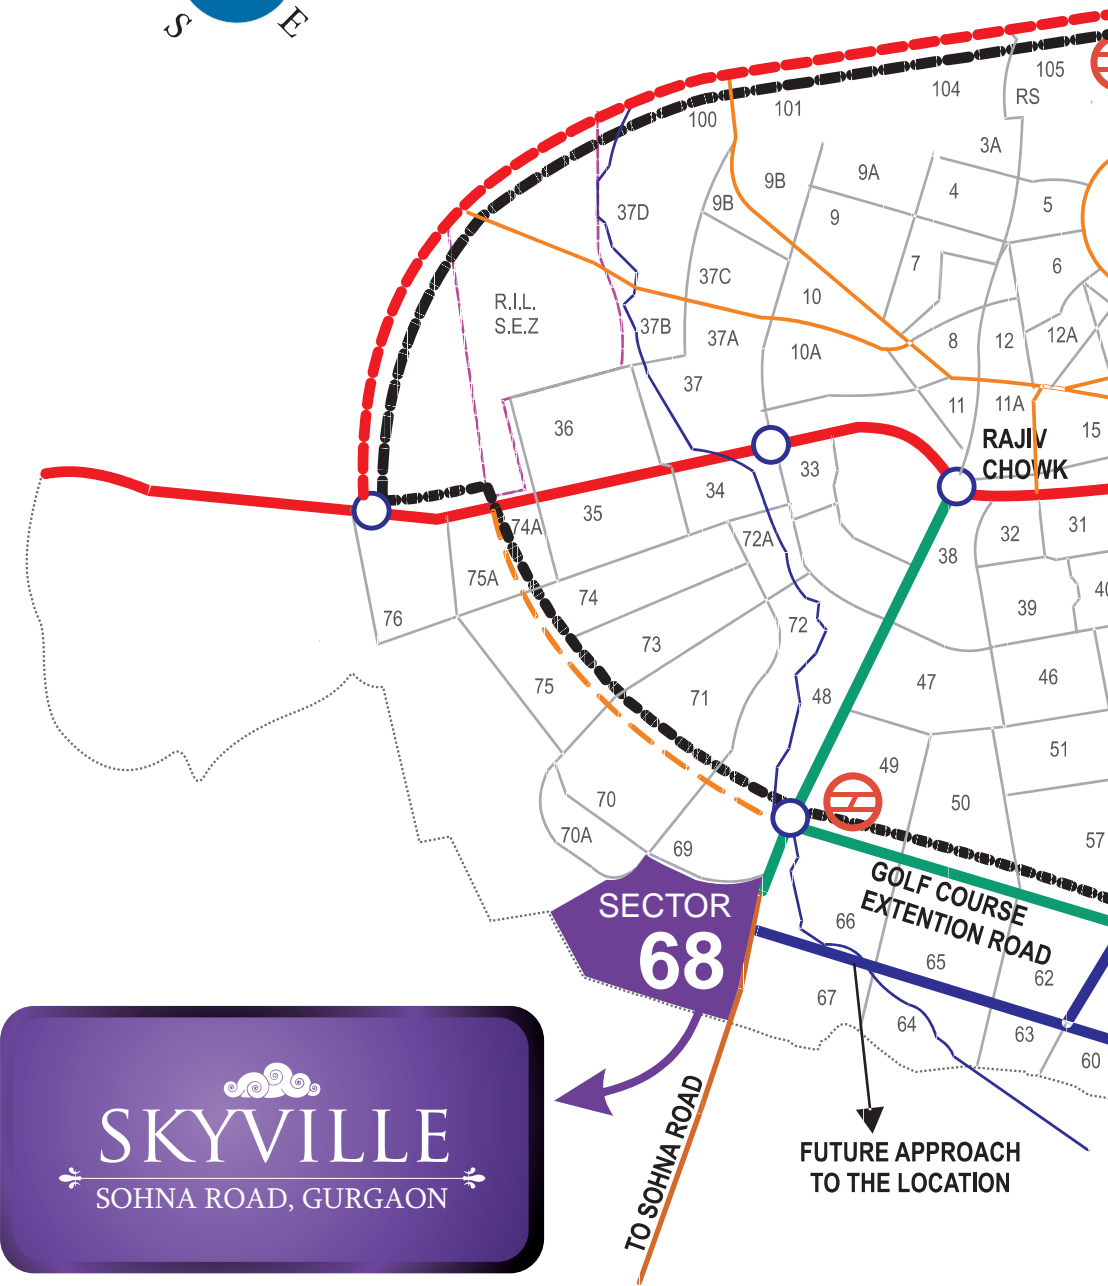 S
E
105
104
RS
101
100
3A
9A
9B
4
9B
5
37D
9
7
6
37C
10
R.I.L.
S.E.Z
37B
12A
37A
8
12
10A
37
11
11A
36
15
RAJIV
CHOWK
33
34
35
74A
31
32
72A
38
75A
40
74
39
76
72
73
46
47
75
48
71
51
49
70
50
70A
57
69
GOLF COURSE
EXTENTION ROAD
SECTOR
68
66
65
62
67
64
63
60
SKYVILLE
SOHNA ROAD, GURGAON
TO SOHNA ROAD
FUTURE APPROACH
TO THE LOCATION